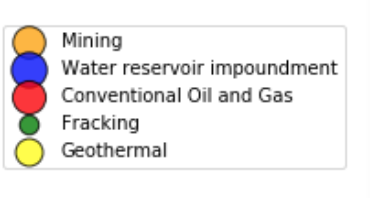 Mining
Water reservoir impoundment
Conventional Oil and Gas
Fracking
Geothermal